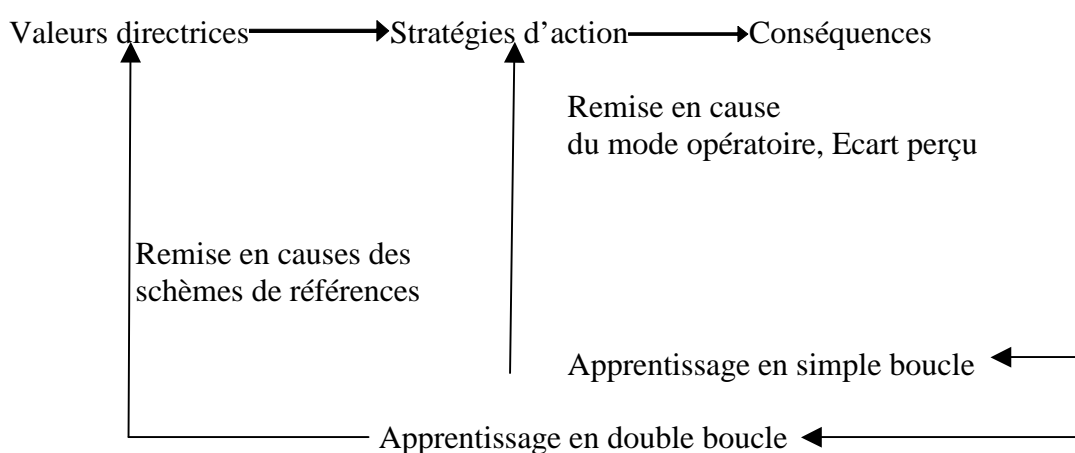 Valeurs directrices Stratégies d’action Conséquences
Remise en cause
du mode opératoire, Ecart perçu
Remise en causes des
schèmes de références
Apprentissage en simple boucle
Apprentissage en double boucle